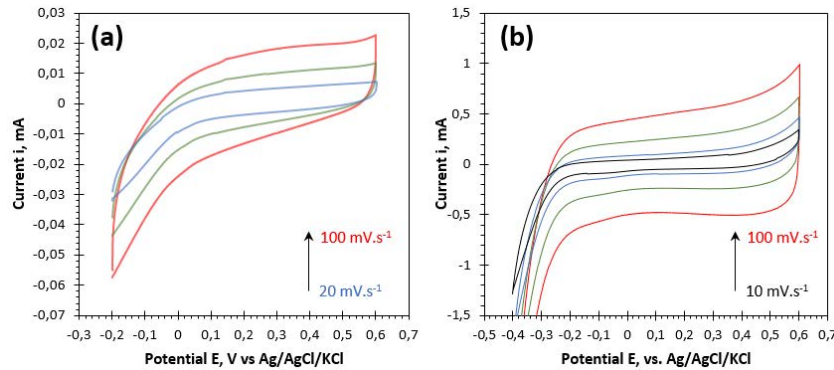 (a)
0,03
0,02
0,01
0
-0,01
-0,02
-0,03
-0,04
-0,05
-0,06
-0,07
Current i, mA
100 mV.s-1
20 mV.s-1
-0,2 -0,1 0 0,1 0,2 0,3 0,4 0,5 0,6 0,7
Potential E, V vs Ag/AgCl/KCl
(b)
1,5
1
0,5
0
-0,5
-1
-1,5
Current i, mA
100 mV.s-1
10 mV.s-1
-0,5 -0,4 -0,3 -0,2 -0,1 0 0,1 0,2 0,3 0,4 0,5 0,6 0,7
Potential E, vs. Ag/AgCl/KCl